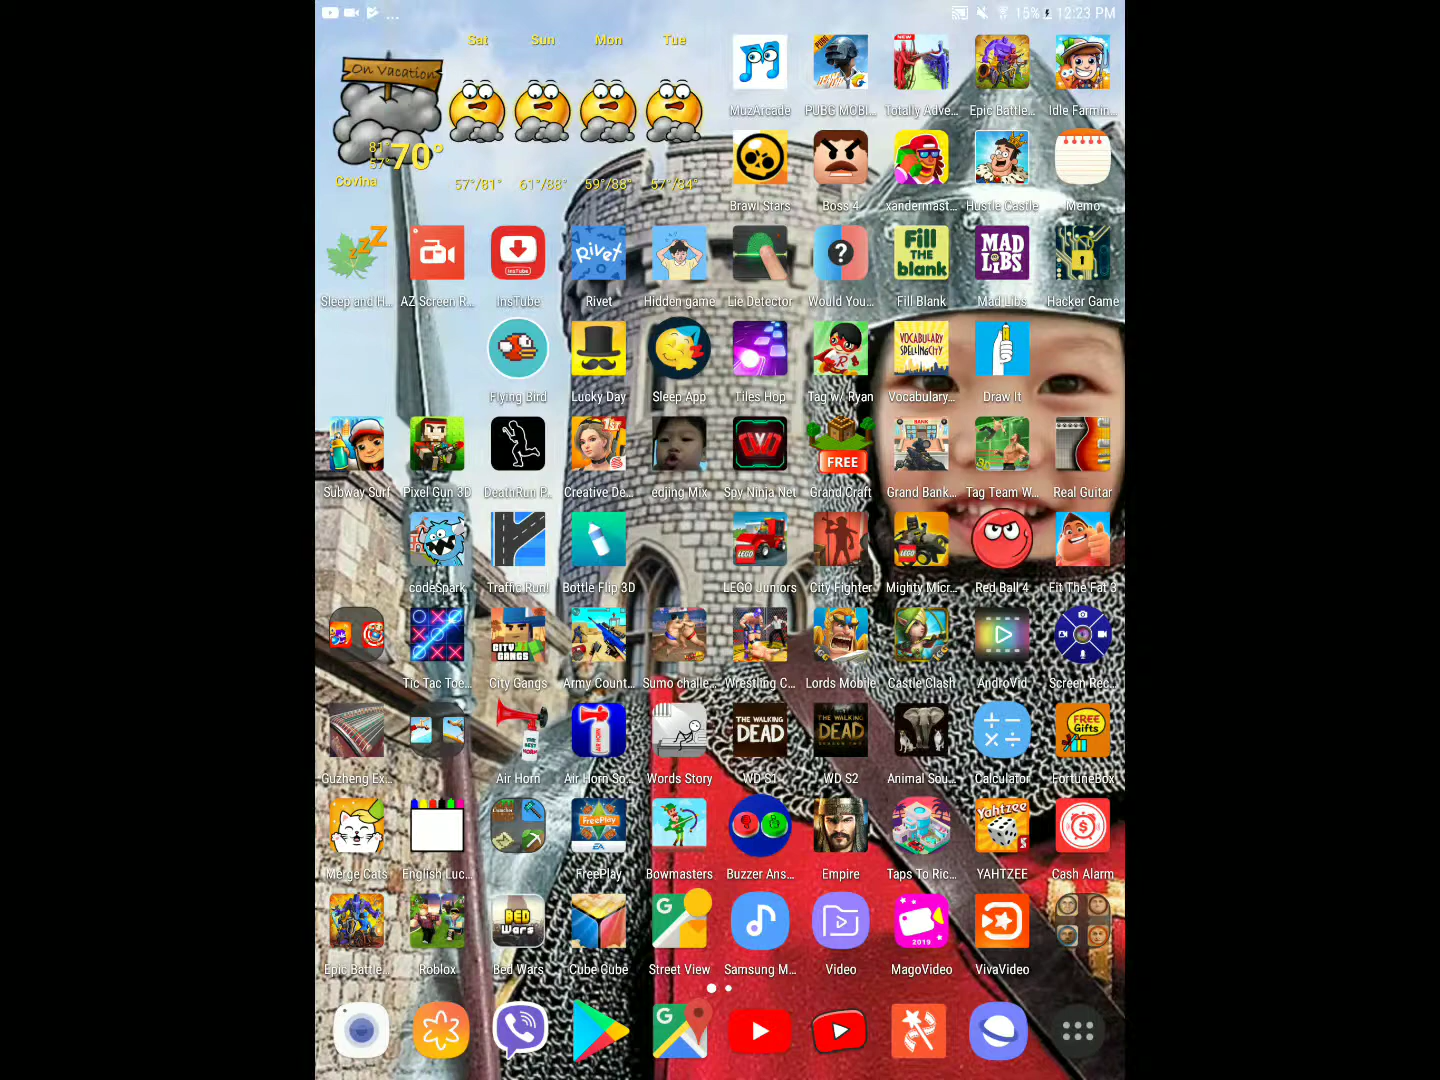 15% 12:23 PM
Sat Sun Mon Tue
On Vacation
81°
57° 70°
Covina
57°/81° 61°/88° 59°/88° 57°/84°
MuzArcade PUBG MOBI... Totally Adve... Epic Battle... Idle Farmin...
Brawl Stars Boss 4 xandermast... Hustle Castle Memo
Sleep and H... AZ Screen R... InsTube Rivet Hidden game Lie Detector Would You... Fill Blank Mad Libs Hacker Game
Flying Bird Lucky Day Sleep App Tiles Hop Tag w/ Ryan Vocabulary... Draw It
Subway Surf Pixel Gun 3D DeathRun P... Creative De... edjing Mix Spy Ninja Net Grand Craft Grand Bank... Tag Team W... Real Guitar
codeSpark Traffic Run! Bottle Flip 3D LEGO Juniors City Fighter Mighty Micr... Red Ball 4 Fit The Fat 3
Tic Tac Toe... City Gangs Army Count... Sumo challe... Wrestling C... Lords Mobile Castle Clash AndroVid Screen Rec...
Guzheng Ex... Air Horn Air Horn So... Words Story WD S1 WD S2 Animal Sou... Calculator FortuneBox
Merge Cats English Luc... FreePlay Bowmasters Buzzer Ans... Empire Taps To Ric... YAHTZEE Cash Alarm
Epic Battle... Roblox Bed Wars Cube Cube Street View Samsung M... Video MagoVideo VivaVideo